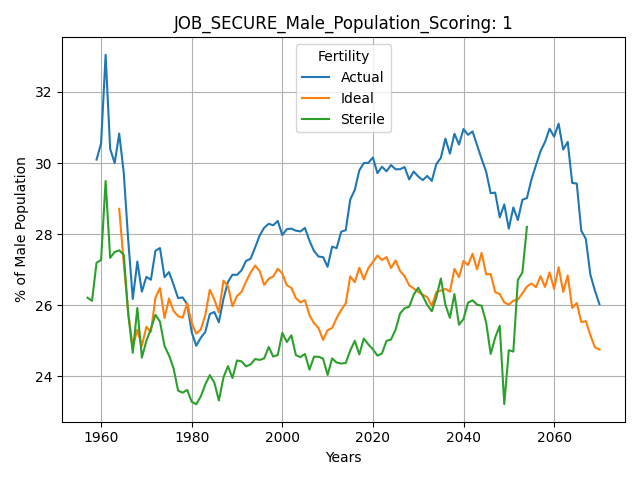 JOB_SECURE_Male_Population_Scoring: 1
Fertility
Actual
Ideal
Sterile
% of Male Population
32
30
28
26
24
1960
1980
2000
2020
2040
2060
Years